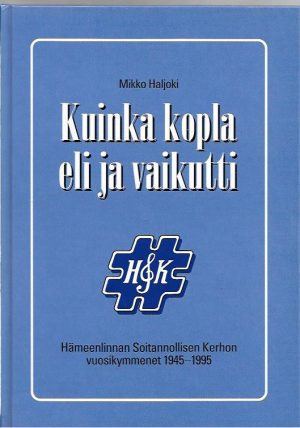 Mikko Haljoki
Kuinka kopla
eli ja vaikutti
H&K
Hämeenlinnan Soitannollisen Kerhon
vuosikymmenet 1945–1995